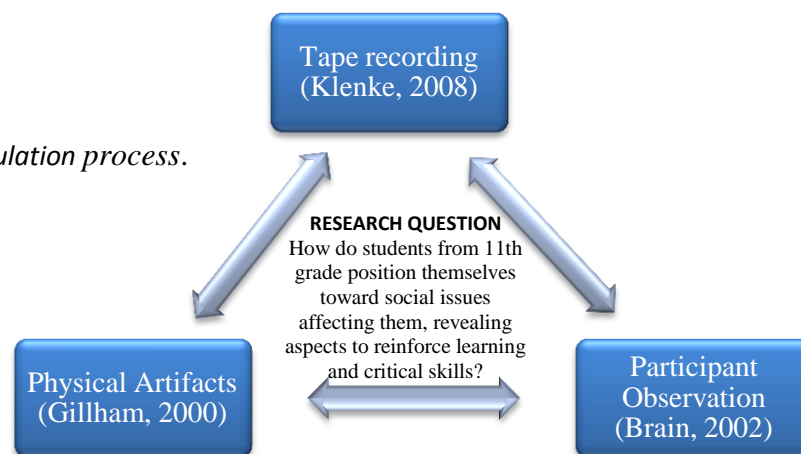 Tape recording
(Klenke, 2008)
ulation process.
RESEARCH QUESTION
How do students from 11th
grade position themselves
toward social issues
affecting them, revealing
aspects to reinforce learning
and critical skills?
Physical Artifacts
(Gillham, 2000)
Participant
Observation
(Brain, 2002)